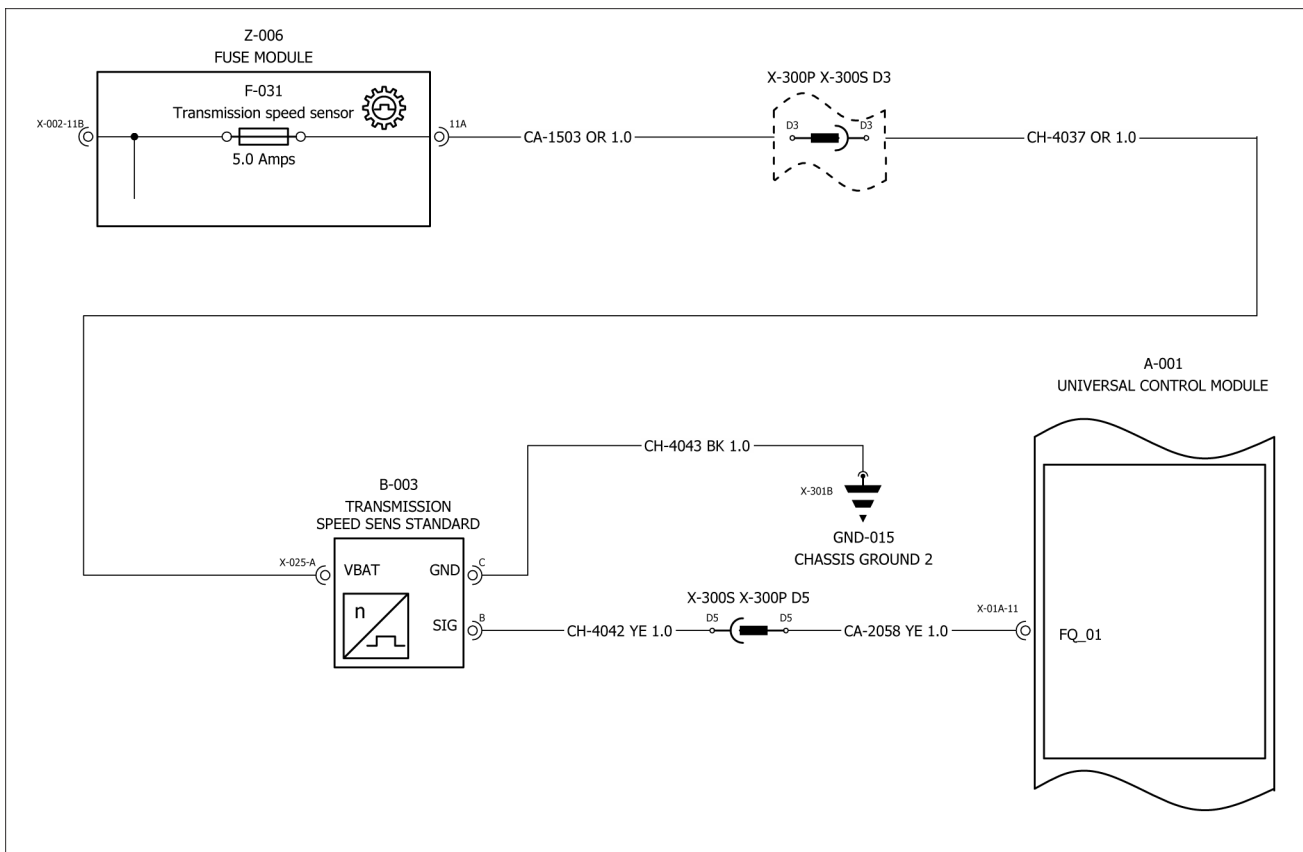 Z-006
FUSE MODULE
F-031
Transmission speed sensor
5.0 Amps
X-002-11B
11A
CA-1503 OR 1.0
X-300P X-300S D3
D3 D3
CH-4037 OR 1.0
A-001
UNIVERSAL CONTROL MODULE
CH-4043 BK 1.0
X-301B
GND-015
CHASSIS GROUND 2
B-003
TRANSMISSION
SPEED SENS STANDARD
X-025-A
VBAT
GND
C
n
SIG
B
CH-4042 YE 1.0
X-300S X-300P D5
D5 D5
CA-2058 YE 1.0
X-01A-11
FQ_01